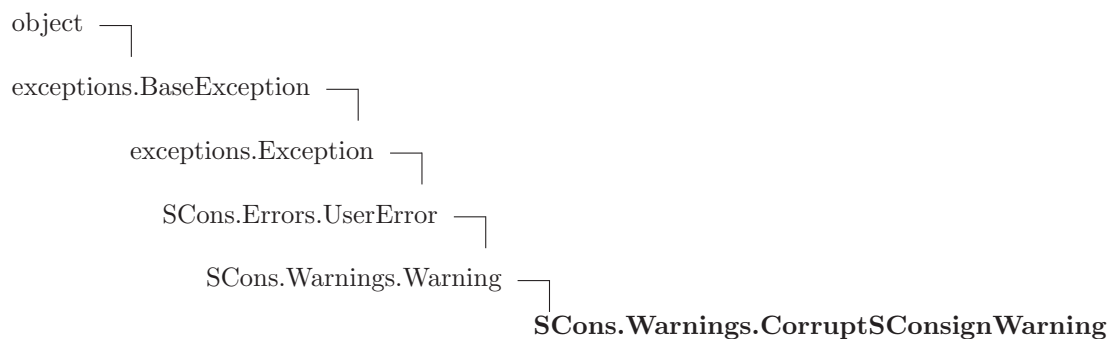 object
exceptions.BaseException
exceptions.Exception
SCons.Errors.UserError
SCons.Warnings.Warning
SCons.Warnings.CorruptSConsignWarning